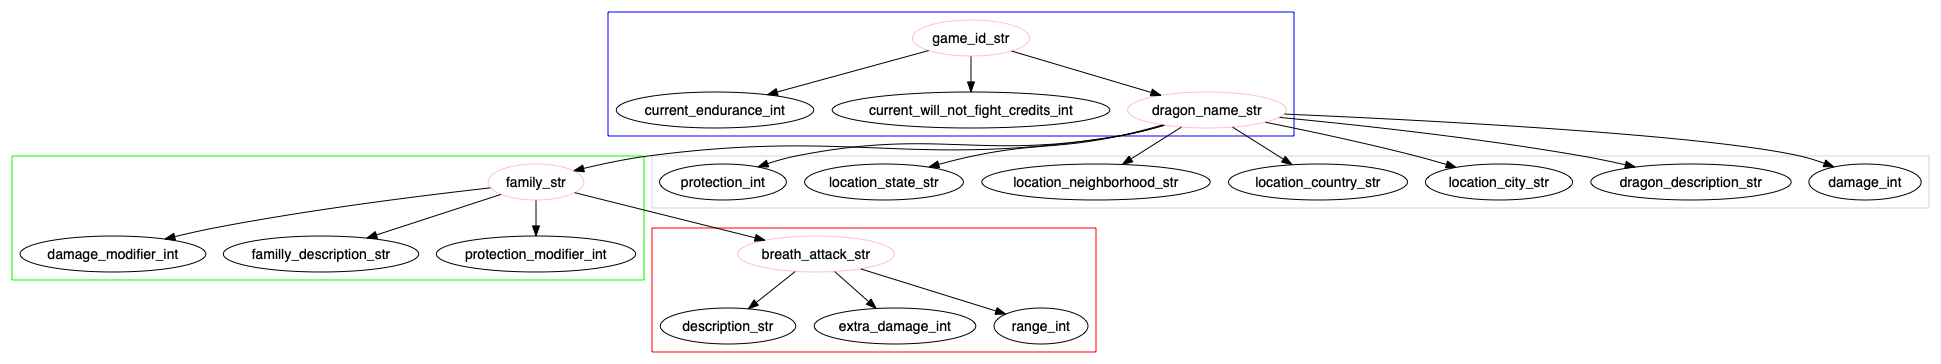 game_id_str
current_endurance_int
current_will_not_fight_credits_int
dragon_name_str
family_str
protection_int
location_state_str
location_neighborhood_str
location_country_str
location_city_str
dragon_description_str
damage_int
damage_modifier_int
familly_description_str
protection_modifier_int
breath_attack_str
description_str
extra_damage_int
range_int